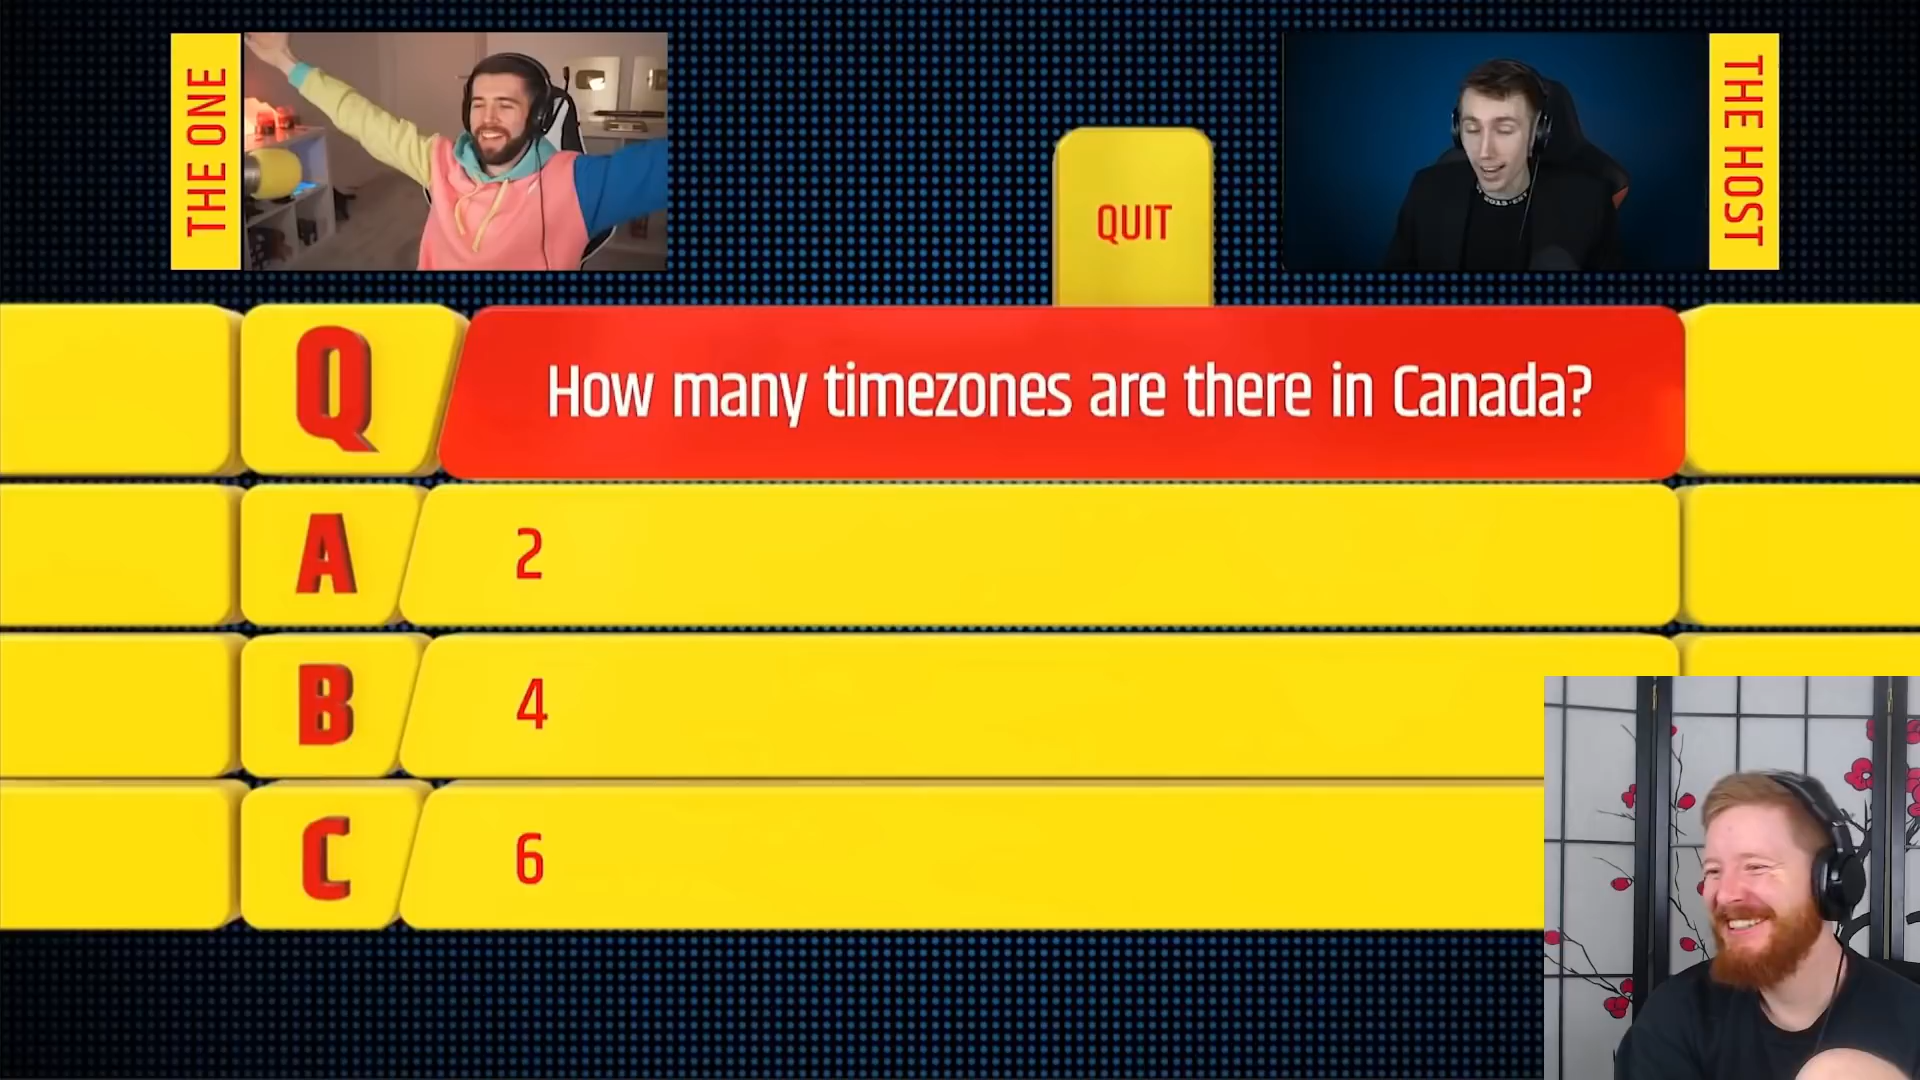 THE ONE
THE HOST
QUIT
Q
How many timezones are there in Canada?
A
2
B
4
C
6